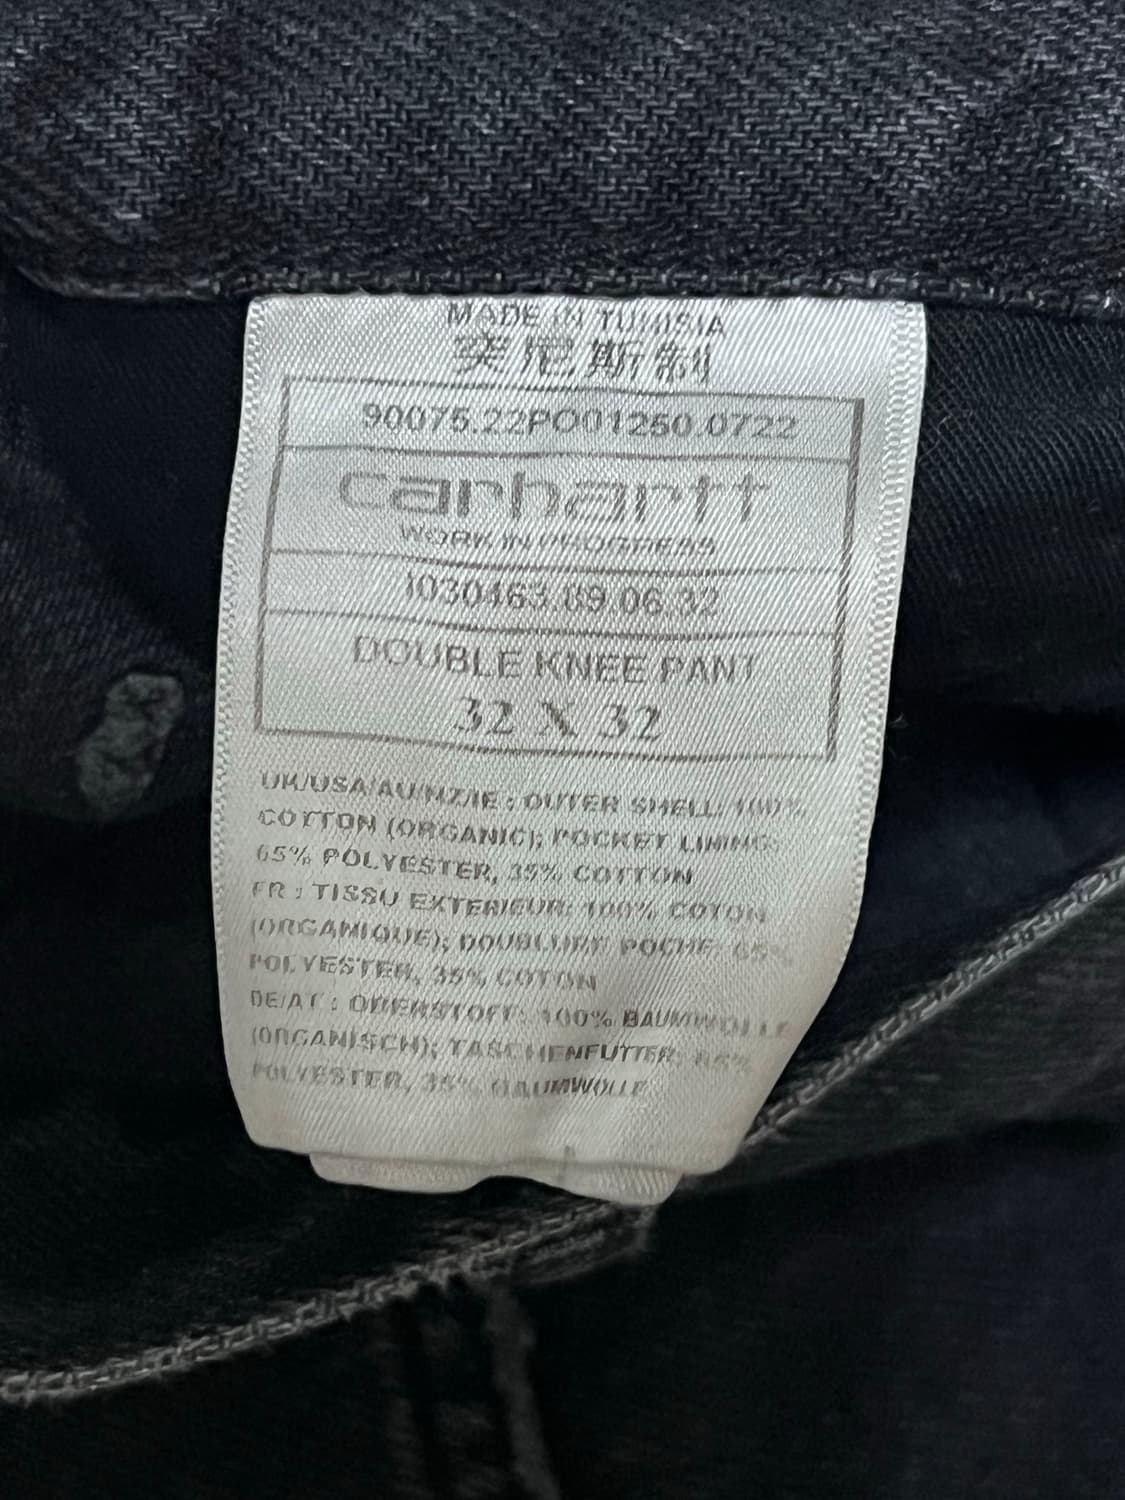 MADE IN TUNISIA
突尼斯制
90075.22PO01250.0722
carhartt
WORK IN PROGRESS
I030463.89.06.32
DOUBLE KNEE PANT
32 X 32
UK/USA/AU/NZ/IE : OUTER SHELL: 100%
COTTON (ORGANIC); POCKET LINING:
65% POLYESTER, 35% COTTON
FR : TISSU EXTERIEUR: 100% COTON
(ORGANIQUE); DOUBLURE POCHE: 65%
POLYESTER, 35% COTON
DE/AT : OBERSTOFF: 100% BAUMWOLLE
(ORGANISCH); TASCHENFUTTER: 65%
POLYESTER, 35% BAUMWOLLE